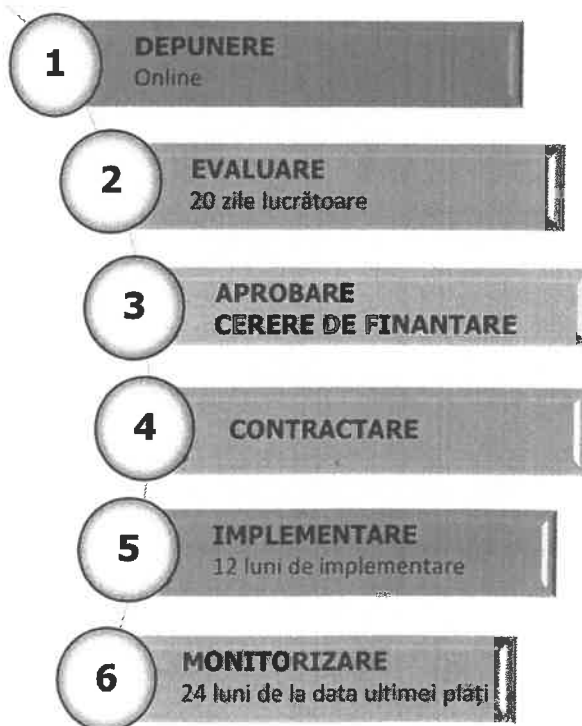 1
DEPUNERE
Online
2
EVALUARE
20 zile lucrătoare
3
APROBARE
CERERE DE FINANTARE
4
CONTRACTARE
5
IMPLEMENTARE
12 luni de implementare
6
MONITORIZARE
24 luni de la data ultimei plăți